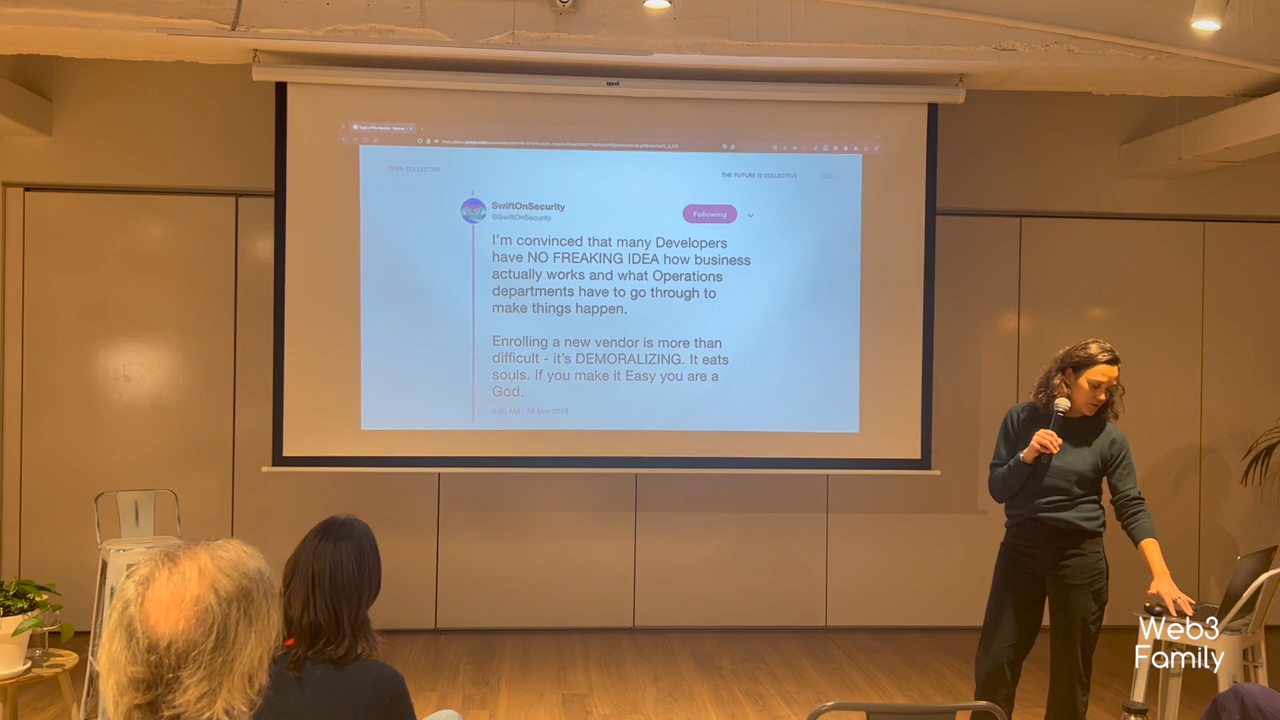 OPEN COLLECTIVE
THE FUTURE IS COLLECTIVE
SwiftOnSecurity
@SwiftOnSecurity
Following
I'm convinced that many Developers
have NO FREAKING IDEA how business
actually works and what Operations
departments have to go through to
make things happen.
Enrolling a new vendor is more than
difficult - it's DEMORALIZING. It eats
souls. If you make it Easy you are a
God.
Web3
Family